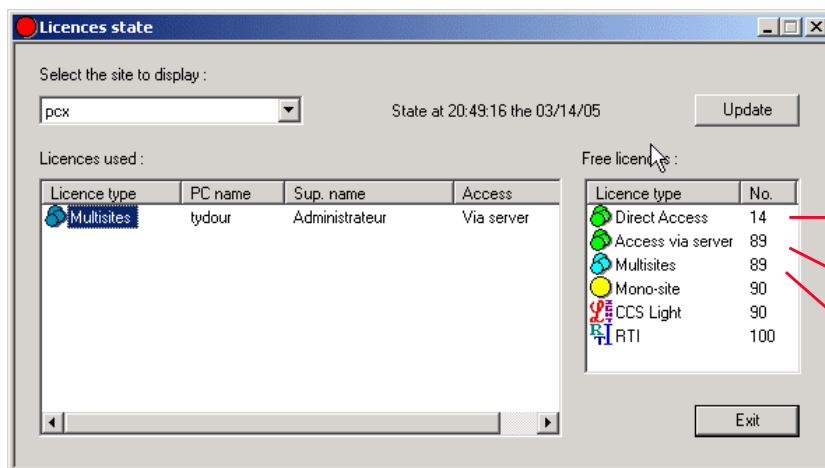 Licences state
Select the site to display :
pcx
State at 20:49:16 the 03/14/05
Update
Licences used :
Free licences :
Licence type PC name Sup. name Access
Multisites tydour Administrateur Via server
Licence type No.
Direct Access 14
Access via server 89
Multisites 89
Mono-site 90
CCS Light 90
RTI 100
Exit